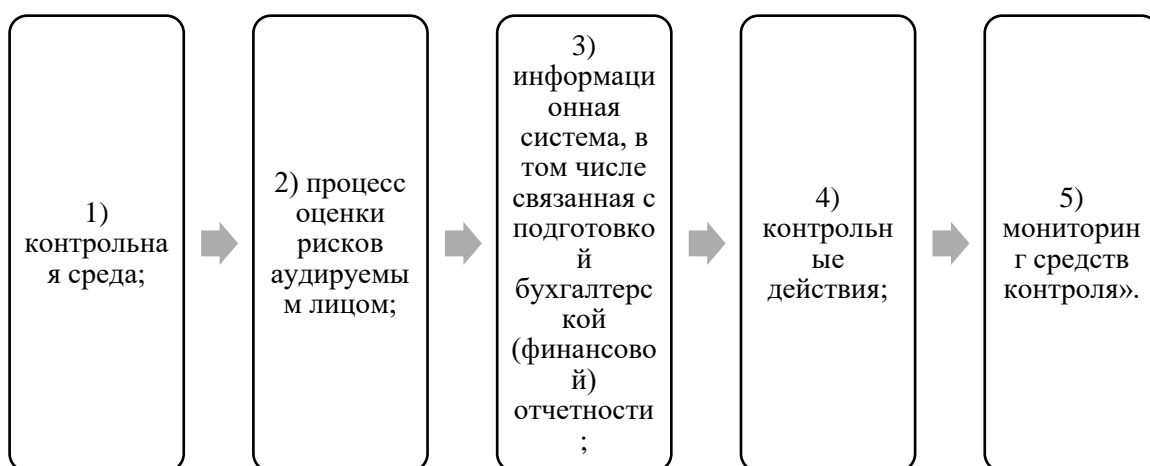 1)
контрольна
я среда;
2) процесс
оценки
рисков
аудируемы
м лицом;
3)
информаци
онная
система, в
том числе
связанная с
подготовко
й
бухгалтерс
кой
(финансово
й)
отчетности
;
4)
контрольн
ые
действия;
5)
мониторин
г средств
контроля».